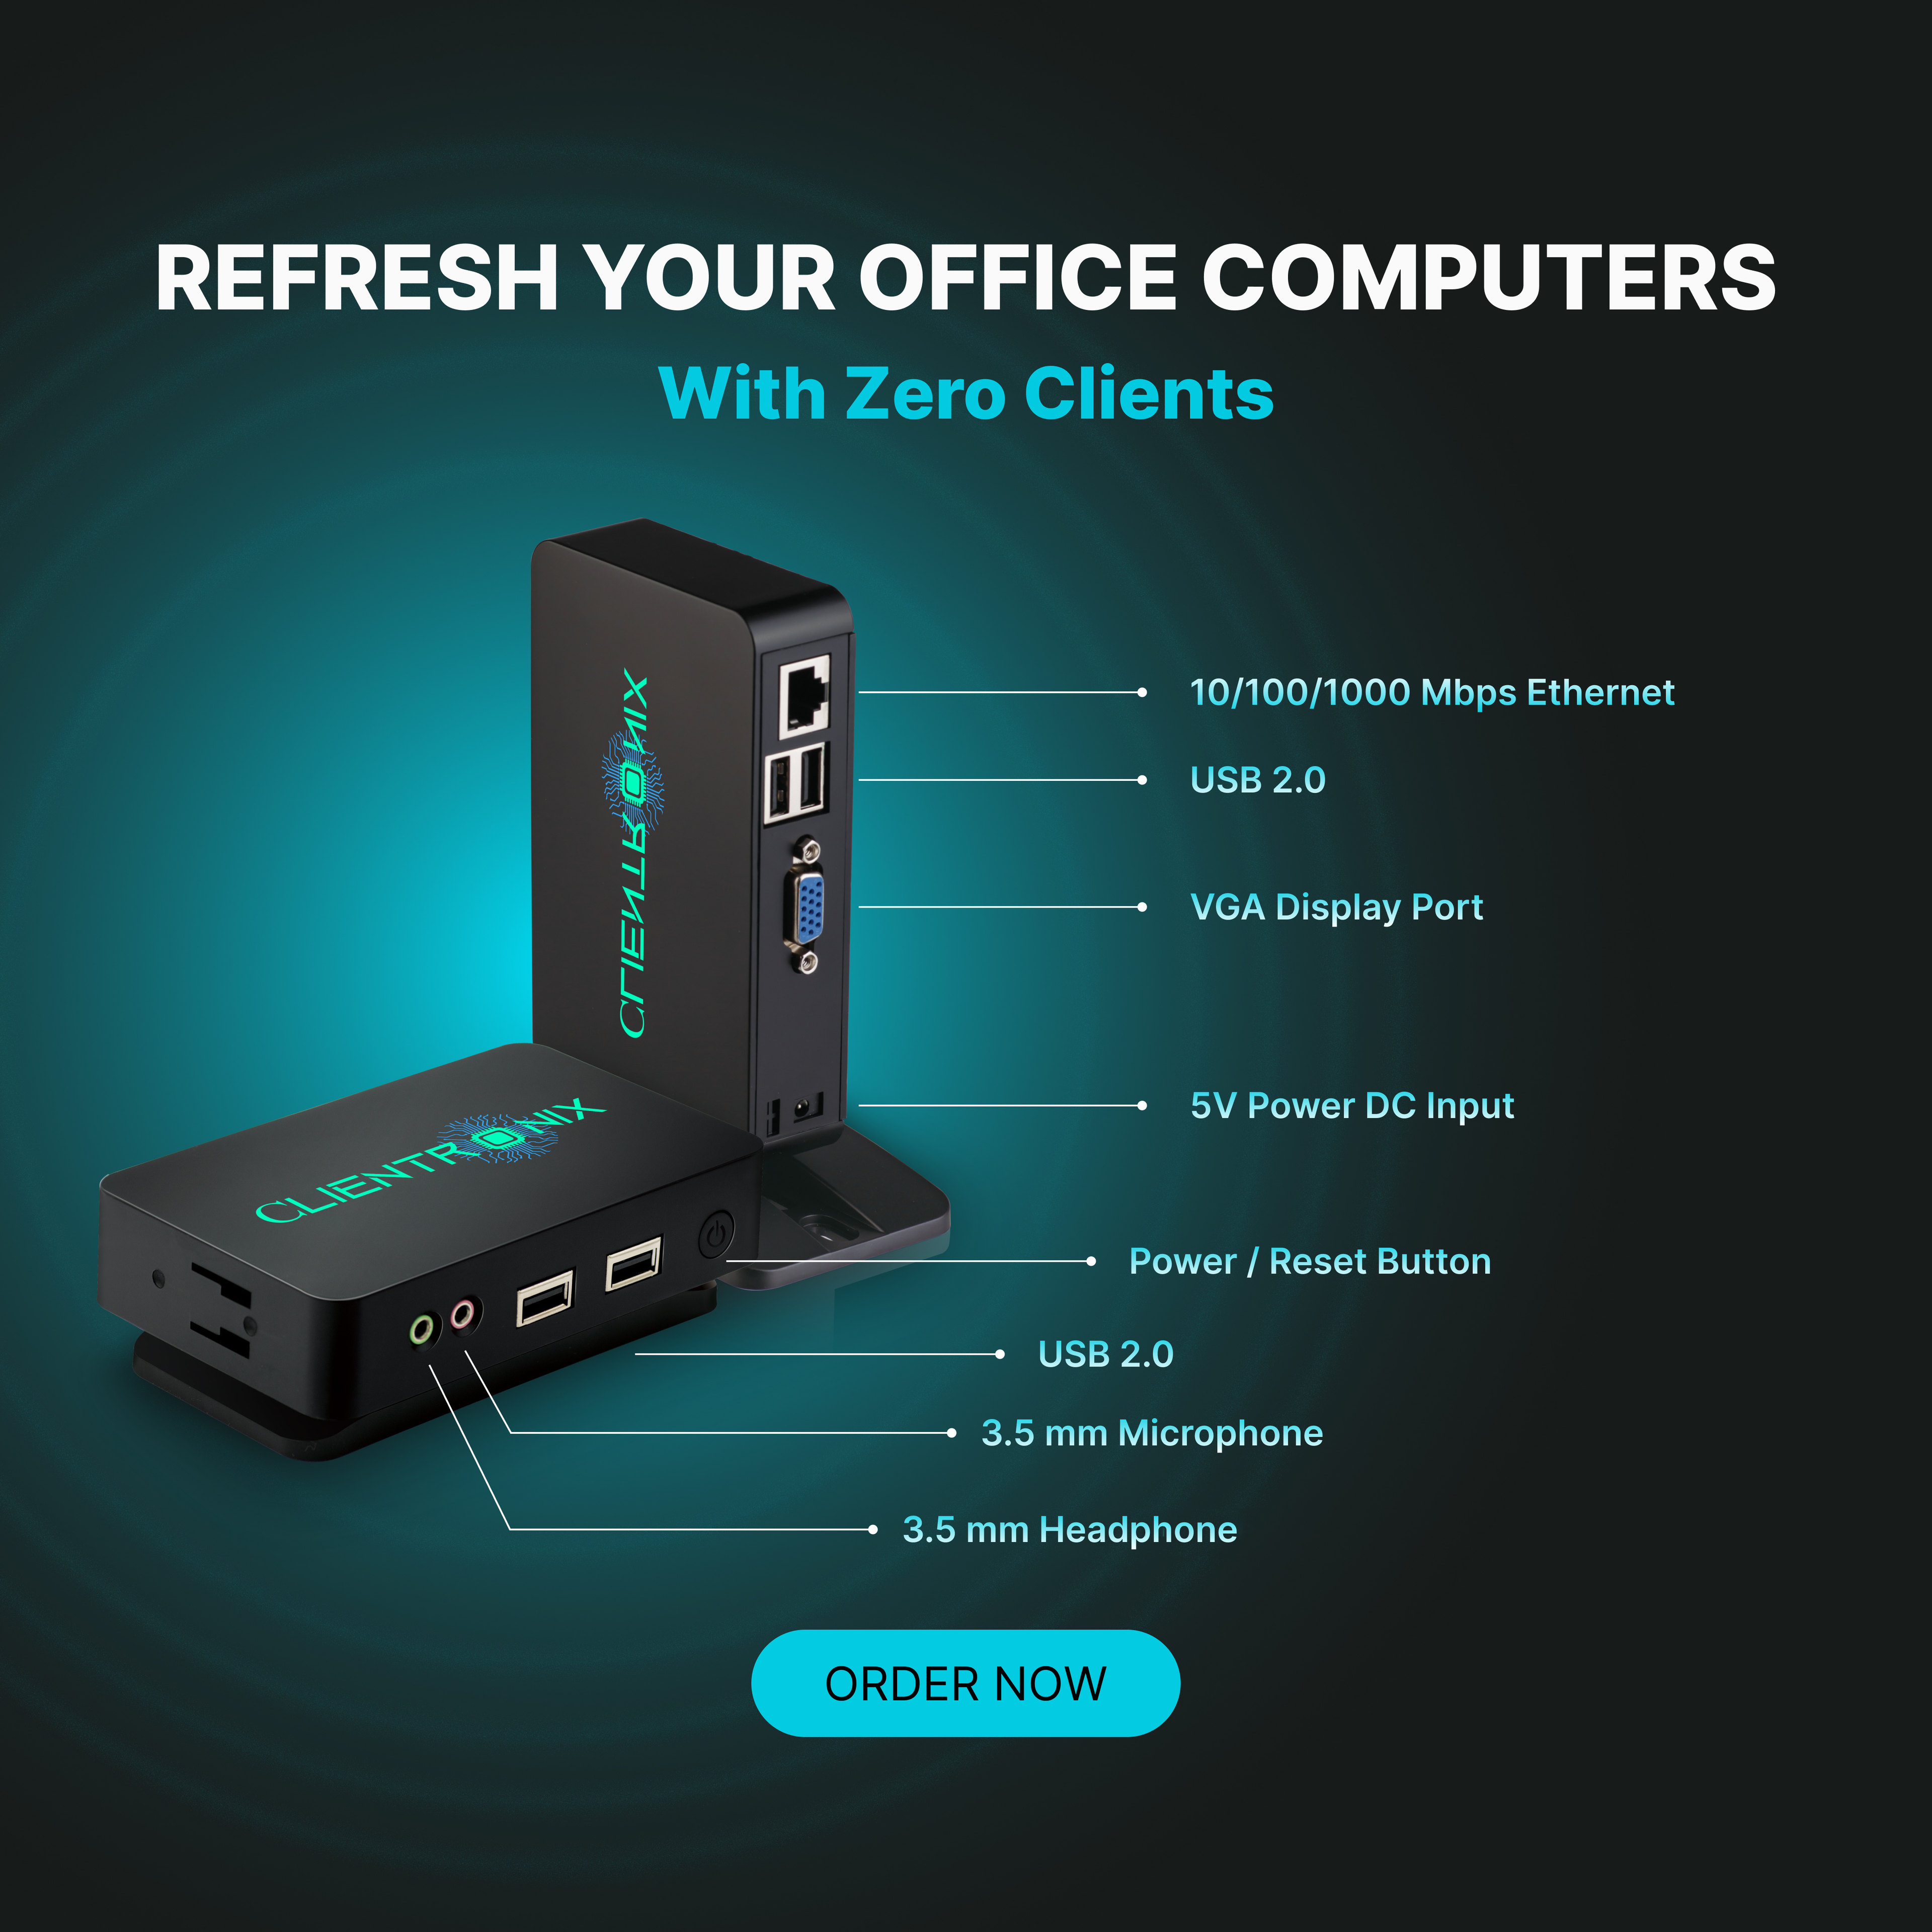 REFRESH YOUR OFFICE COMPUTERS
With Zero Clients
CLIENTRONIX
10/100/1000 Mbps Ethernet
USB 2.0
VGA Display Port
5V Power DC Input
CLIENTRONIX
Power / Reset Button
USB 2.0
3.5 mm Microphone
3.5 mm Headphone
ORDER NOW